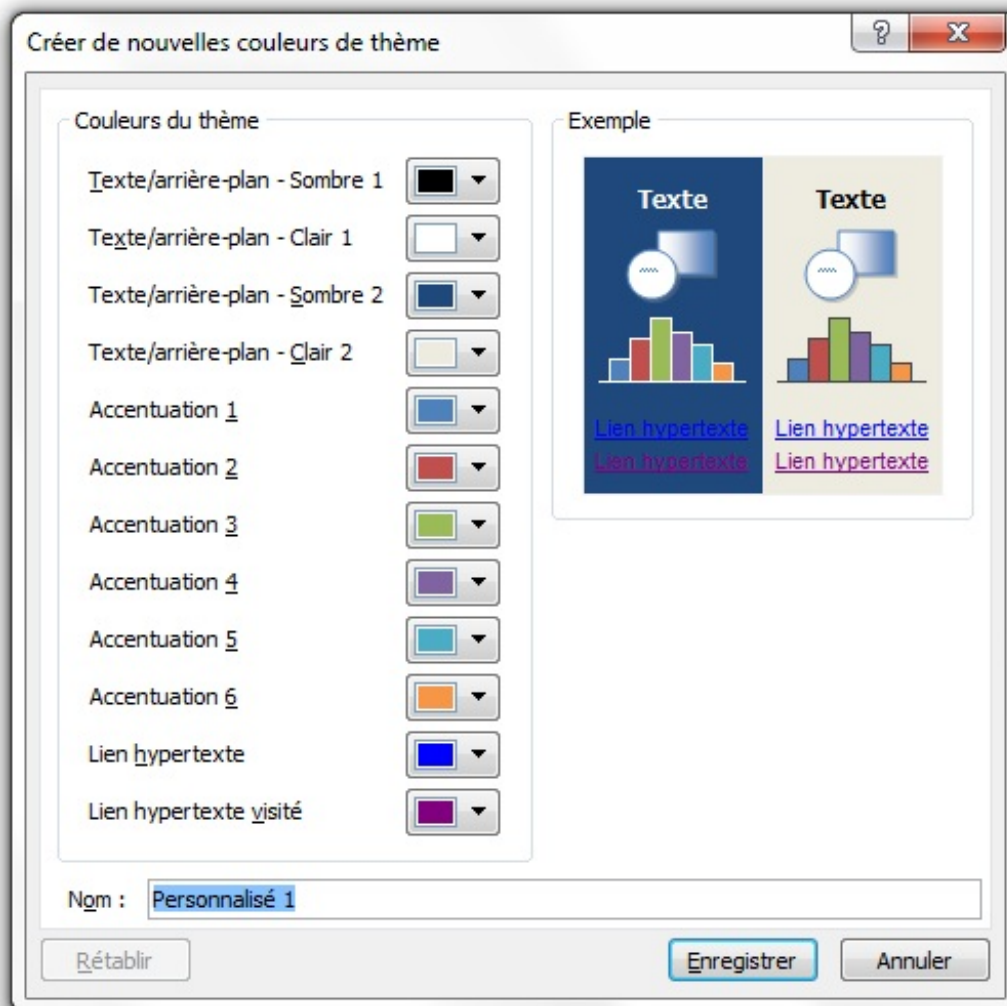 Créer de nouvelles couleurs de thème
Couleurs du thème
Texte/arrière-plan - Sombre 1
Texte/arrière-plan - Clair 1
Texte/arrière-plan - Sombre 2
Texte/arrière-plan - Clair 2
Accentuation 1
Accentuation 2
Accentuation 3
Accentuation 4
Accentuation 5
Accentuation 6
Lien hypertexte
Lien hypertexte visité
Exemple
Texte
Lien hypertexte
Lien hypertexte
Texte
Lien hypertexte
Lien hypertexte
Nom : Personnalisé 1
Rétablir
Enregistrer
Annuler